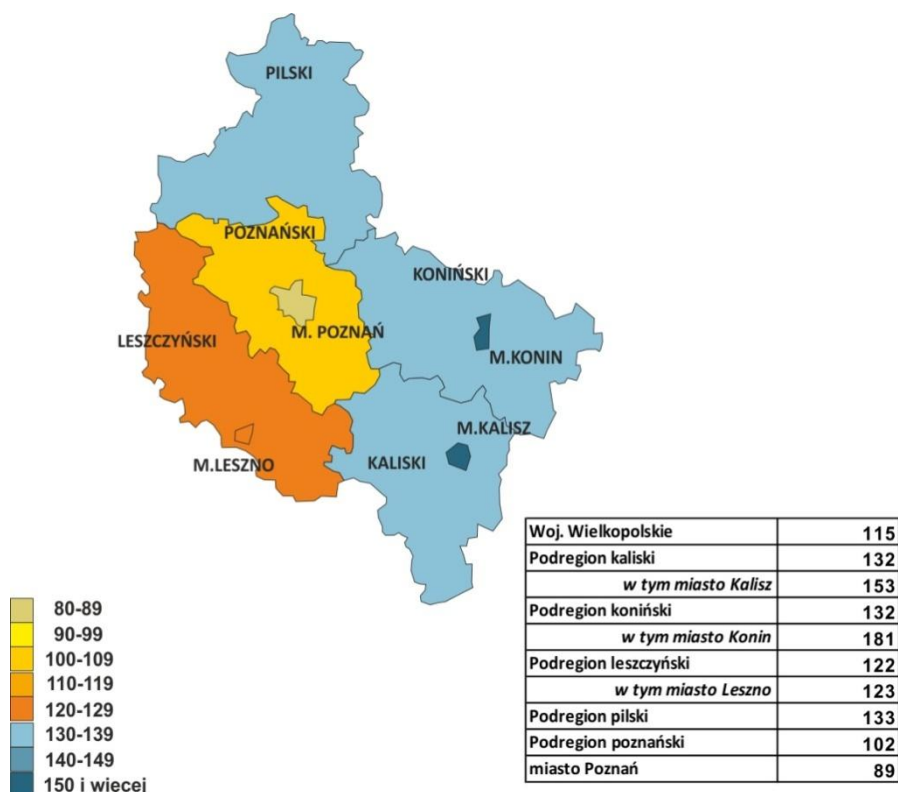 PILSKI
POZNAŃSKI
KONIŃSKI
M. POZNAŃ
LESZCZYŃSKI
M.KONIN
M.KALISZ
KALISKI
M.LESZNO
Woj. Wielkopolskie 115
Podregion kaliski 132
w tym miasto Kalisz 153
Podregion koniński 132
w tym miasto Konin 181
Podregion leszczyński 122
w tym miasto Leszno 123
Podregion pilski 133
Podregion poznański 102
miasto Poznań 89
80-89
90-99
100-109
110-119
120-129
130-139
140-149
150 i więcej